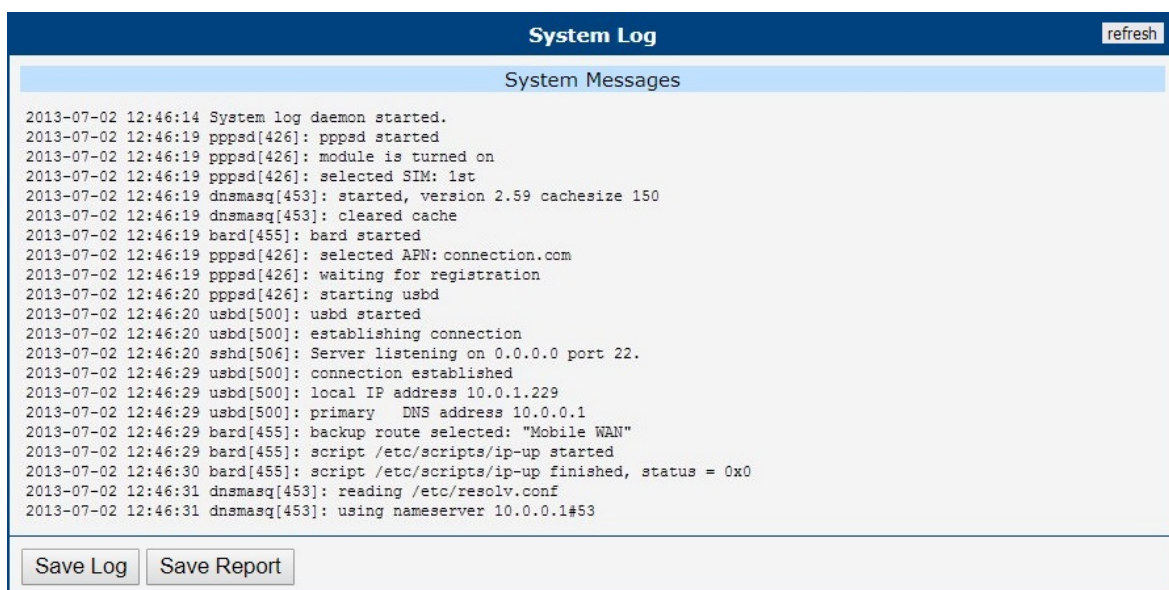 System Log
refresh
System Messages
2013-07-02 12:46:14 System log daemon started.
2013-07-02 12:46:19 pppsd[426]: pppsd started
2013-07-02 12:46:19 pppsd[426]: module is turned on
2013-07-02 12:46:19 pppsd[426]: selected SIM: 1st
2013-07-02 12:46:19 dnsmasq[453]: started, version 2.59 cachesize 150
2013-07-02 12:46:19 dnsmasq[453]: cleared cache
2013-07-02 12:46:19 bard[455]: bard started
2013-07-02 12:46:19 pppsd[426]: selected APN: connection.com
2013-07-02 12:46:19 pppsd[426]: waiting for registration
2013-07-02 12:46:20 pppsd[426]: starting usbd
2013-07-02 12:46:20 usbd[500]: usbd started
2013-07-02 12:46:20 usbd[500]: establishing connection
2013-07-02 12:46:20 sshd[506]: Server listening on 0.0.0.0 port 22.
2013-07-02 12:46:29 usbd[500]: connection established
2013-07-02 12:46:29 usbd[500]: local IP address 10.0.1.229
2013-07-02 12:46:29 usbd[500]: primary   DNS address 10.0.0.1
2013-07-02 12:46:29 bard[455]: backup route selected: "Mobile WAN"
2013-07-02 12:46:29 bard[455]: script /etc/scripts/ip-up started
2013-07-02 12:46:30 bard[455]: script /etc/scripts/ip-up finished, status = 0x0
2013-07-02 12:46:31 dnsmasq[453]: reading /etc/resolv.conf
2013-07-02 12:46:31 dnsmasq[453]: using nameserver 10.0.0.1#53
Save Log
Save Report